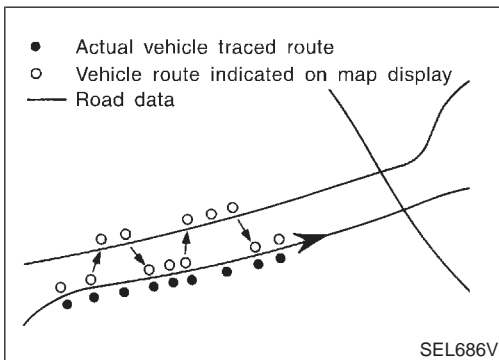 Actual vehicle traced route
Vehicle route indicated on map display
Road data
SEL686V